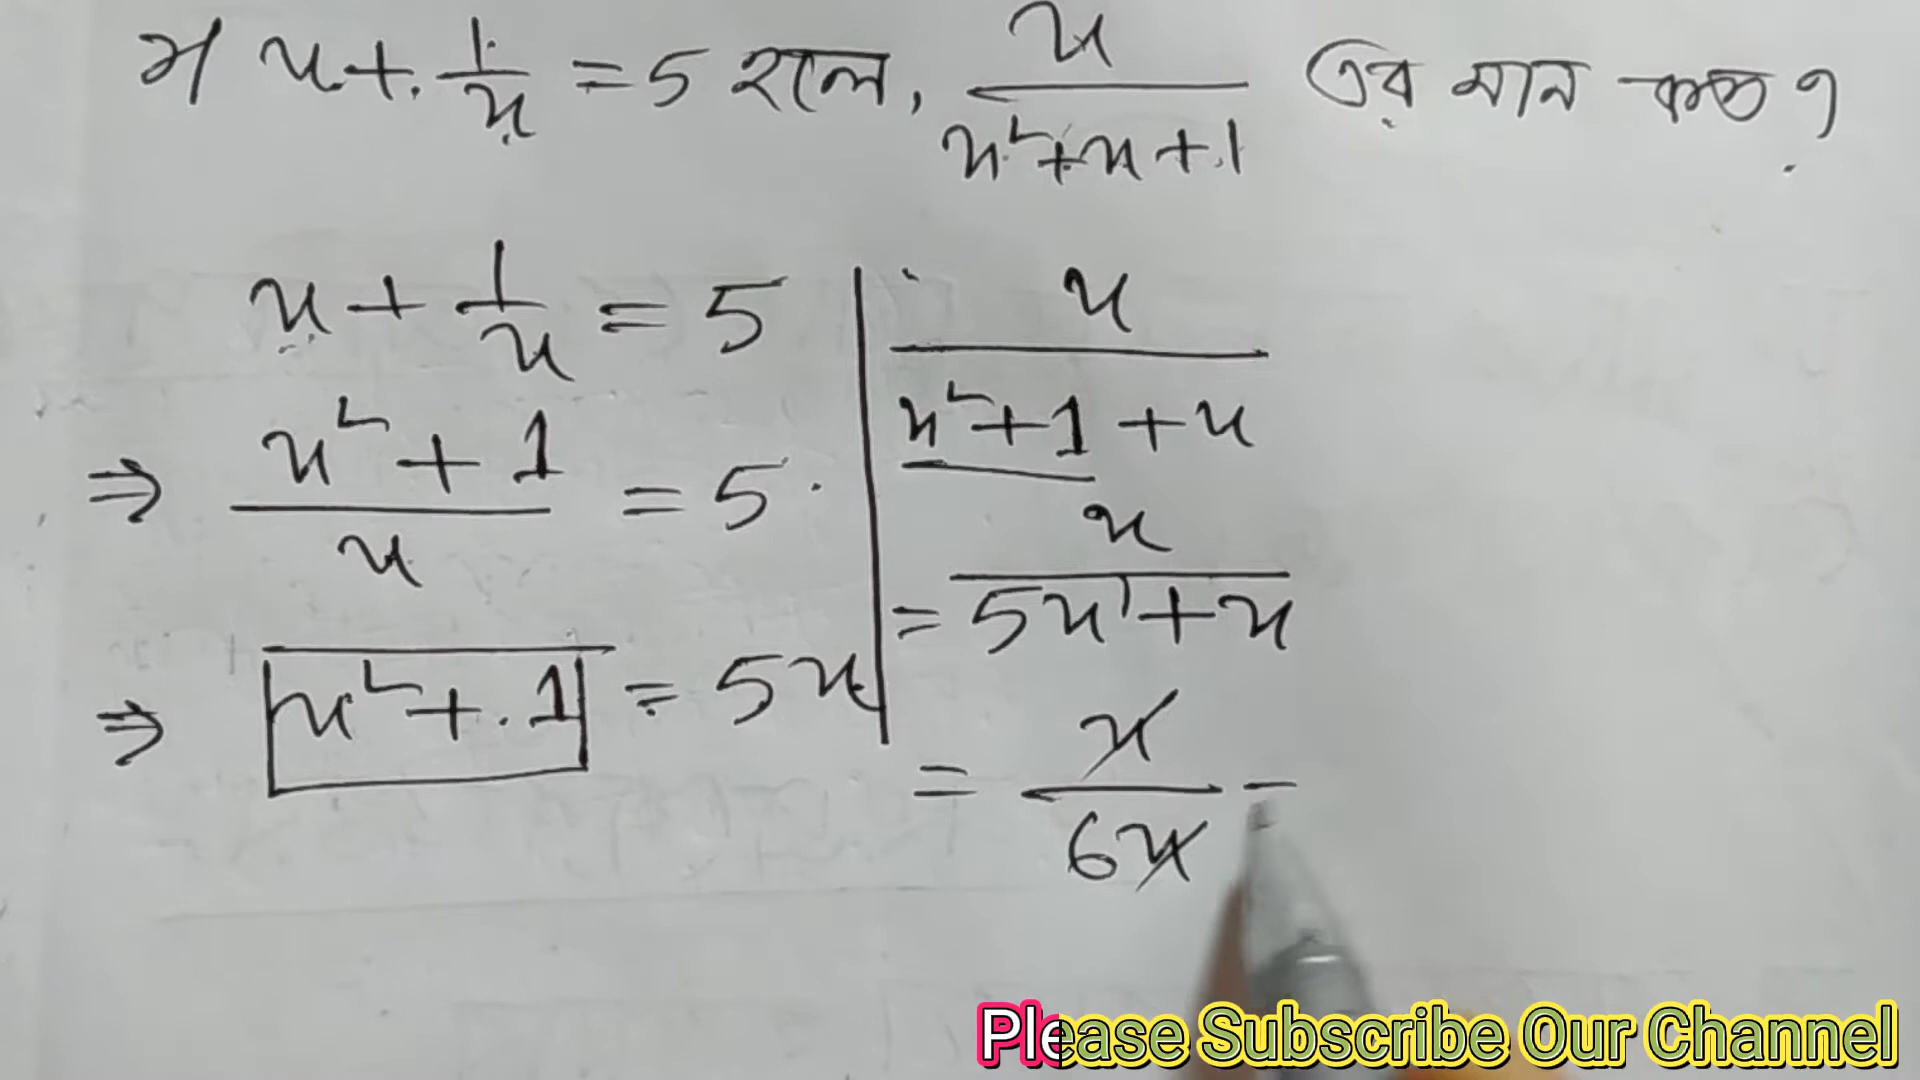 ১। x + 1/x = 5 হলে, x/(x²+x+1) এর মান কত?
x + 1/x = 5
⇒ (x² + 1)/x = 5
⇒ x² + 1 = 5x
x/(x²+1+x)
= x/(5x+x)
= x/6x =
Please Subscribe Our Channel